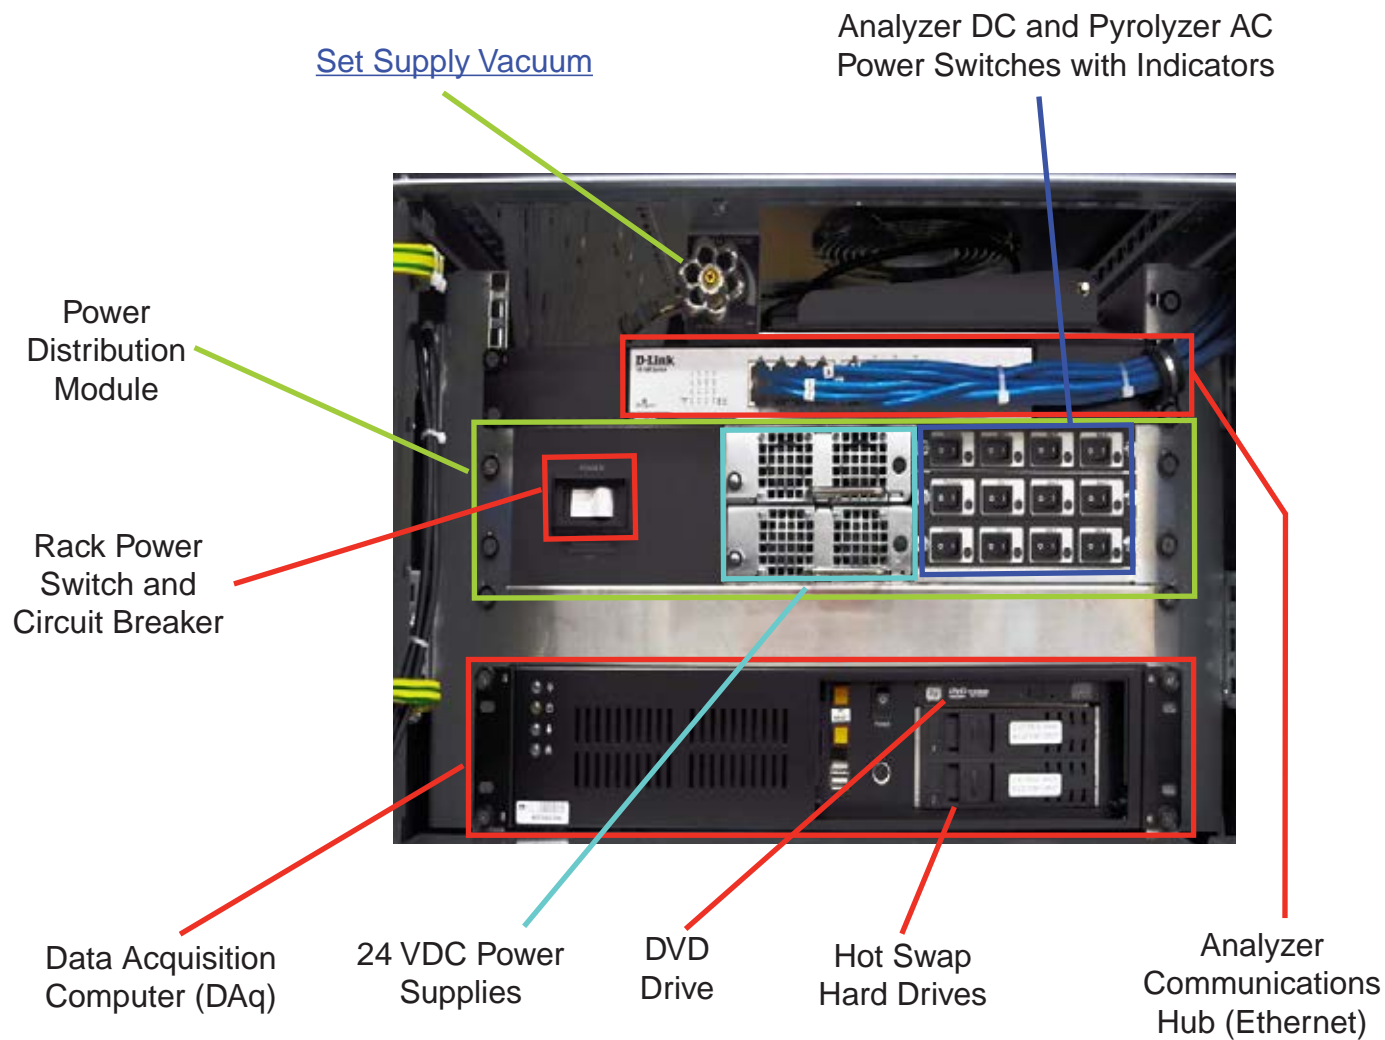 Analyzer DC and Pyrolyzer AC
Power Switches with Indicators
Set Supply Vacuum
Power
Distribution
Module
D-Link
POWER
Rack Power
Switch and
Circuit Breaker
Data Acquisition
Computer (DAq)
24 VDC Power
Supplies
DVD
Drive
Hot Swap
Hard Drives
Analyzer
Communications
Hub (Ethernet)